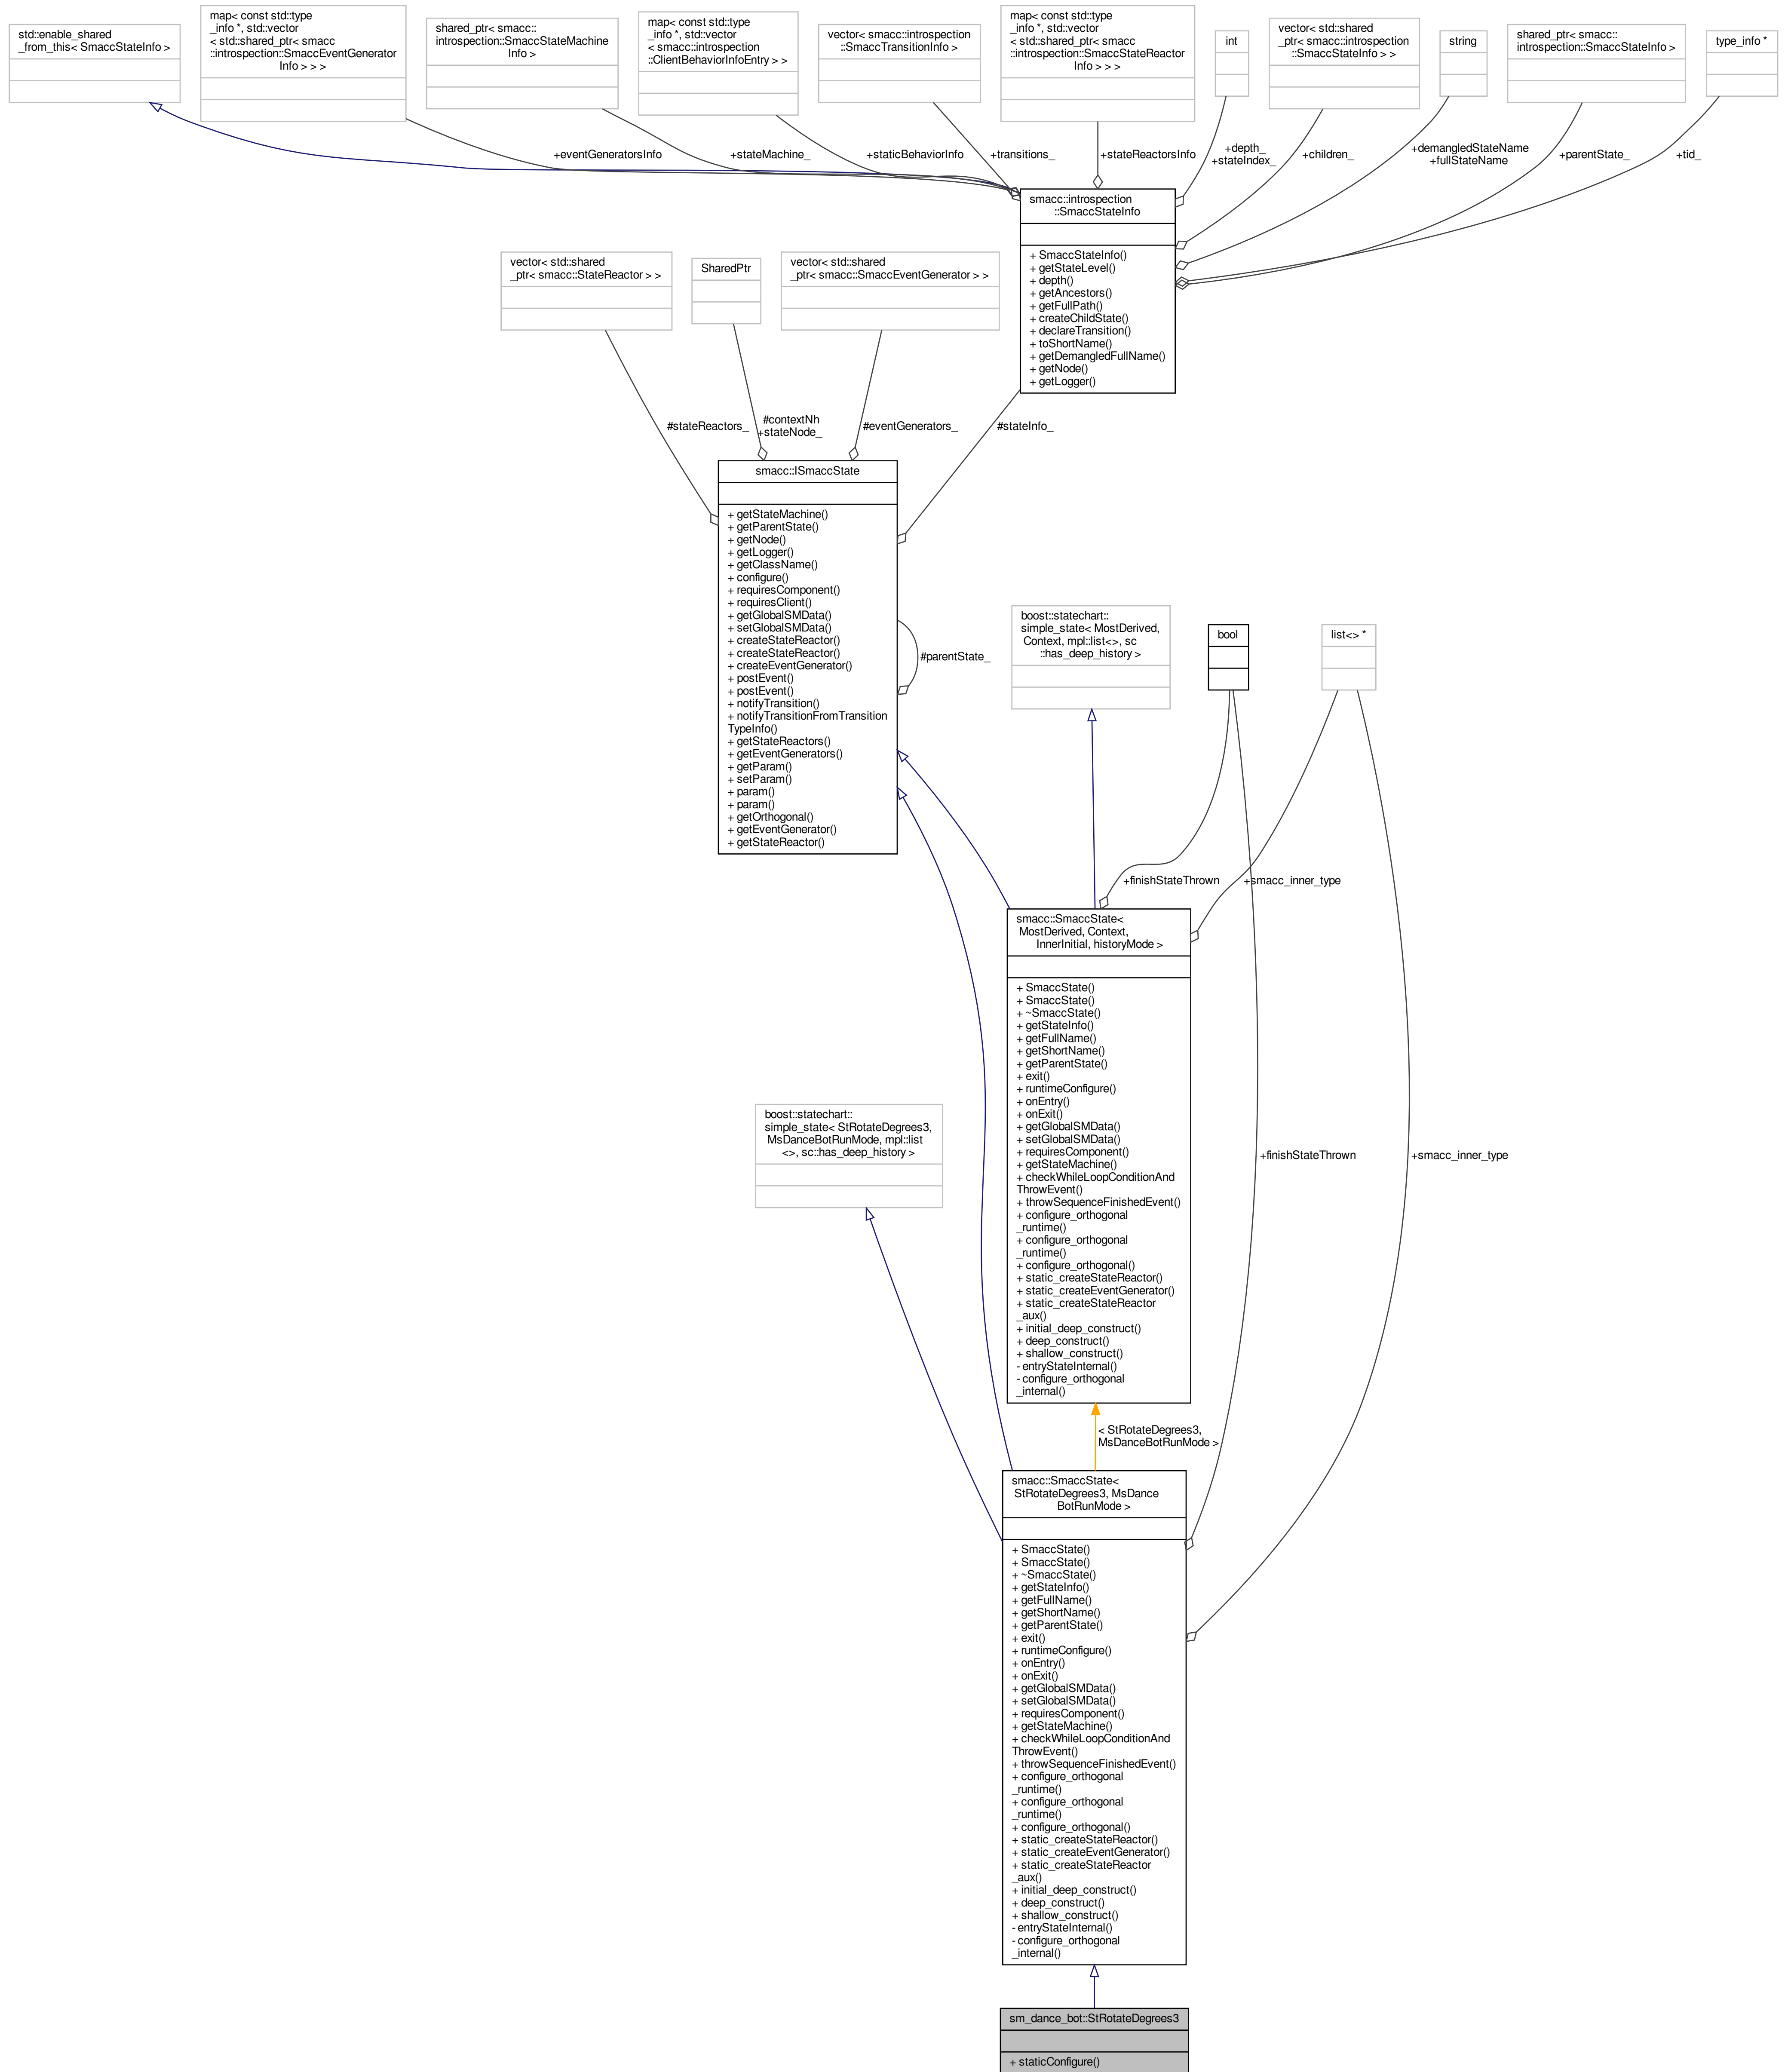 std::enable_shared
_from_this< SmaccStateInfo >
map< const std::type
_info *, std::vector
< std::shared_ptr< smacc
::introspection::SmaccEventGenerator
Info > > >
shared_ptr< smacc::
introspection::SmaccStateMachine
Info >
map< const std::type
_info *, std::vector
< smacc::introspection
::ClientBehaviorInfoEntry > >
vector< smacc::introspection
::SmaccTransitionInfo >
map< const std::type
_info *, std::vector
< std::shared_ptr< smacc
::introspection::SmaccStateReactor
Info > > >
int
vector< std::shared
_ptr< smacc::introspection
::SmaccStateInfo > >
string
shared_ptr< smacc::
introspection::SmaccStateInfo >
type_info *
+eventGeneratorsInfo
+stateMachine_
+staticBehaviorInfo
+transitions_
+stateReactorsInfo
+depth_
+stateIndex_
+children_
+demangledStateName
+fullStateName
+parentState_
+tid_
smacc::introspection
::SmaccStateInfo
+ SmaccStateInfo()
+ getStateLevel()
+ depth()
+ getAncestors()
+ getFullPath()
+ createChildState()
+ declareTransition()
+ toShortName()
+ getDemangledFullName()
+ getNode()
+ getLogger()
vector< std::shared
_ptr< smacc::StateReactor > >
SharedPtr
vector< std::shared
_ptr< smacc::SmaccEventGenerator > >
#stateReactors_
#contextNh
+stateNode_
#eventGenerators_
#stateInfo_
smacc::ISmaccState
+ getStateMachine()
+ getParentState()
+ getNode()
+ getLogger()
+ getClassName()
+ configure()
+ requiresComponent()
+ requiresClient()
+ getGlobalSMData()
+ setGlobalSMData()
+ createStateReactor()
+ createStateReactor()
+ createEventGenerator()
+ postEvent()
+ postEvent()
+ notifyTransition()
+ notifyTransitionFromTransition
TypeInfo()
+ getStateReactors()
+ getEventGenerators()
+ getParam()
+ setParam()
+ param()
+ param()
+ getOrthogonal()
+ getEventGenerator()
+ getStateReactor()
#parentState_
boost::statechart::
simple_state< MostDerived,
Context, mpl::list<>, sc
::has_deep_history >
bool
list<> *
+finishStateThrown
+smacc_inner_type
smacc::SmaccState<
MostDerived, Context,
InnerInitial, historyMode >
+ SmaccState()
+ SmaccState()
+ ~SmaccState()
+ getStateInfo()
+ getFullName()
+ getShortName()
+ getParentState()
+ exit()
+ runtimeConfigure()
+ onEntry()
+ onExit()
+ getGlobalSMData()
+ setGlobalSMData()
+ requiresComponent()
+ getStateMachine()
+ checkWhileLoopConditionAnd
ThrowEvent()
+ throwSequenceFinishedEvent()
+ configure_orthogonal
_runtime()
+ configure_orthogonal
_runtime()
+ configure_orthogonal()
+ static_createStateReactor()
+ static_createEventGenerator()
+ static_createStateReactor
_aux()
+ initial_deep_construct()
+ deep_construct()
+ shallow_construct()
- entryStateInternal()
- configure_orthogonal
_internal()
boost::statechart::
simple_state< StRotateDegrees3,
MsDanceBotRunMode, mpl::list
<>, sc::has_deep_history >
+finishStateThrown
+smacc_inner_type
< StRotateDegrees3,
MsDanceBotRunMode >
smacc::SmaccState<
StRotateDegrees3, MsDance
BotRunMode >
+ SmaccState()
+ SmaccState()
+ ~SmaccState()
+ getStateInfo()
+ getFullName()
+ getShortName()
+ getParentState()
+ exit()
+ runtimeConfigure()
+ onEntry()
+ onExit()
+ getGlobalSMData()
+ setGlobalSMData()
+ requiresComponent()
+ getStateMachine()
+ checkWhileLoopConditionAnd
ThrowEvent()
+ throwSequenceFinishedEvent()
+ configure_orthogonal
_runtime()
+ configure_orthogonal
_runtime()
+ configure_orthogonal()
+ static_createStateReactor()
+ static_createEventGenerator()
+ static_createStateReactor
_aux()
+ initial_deep_construct()
+ deep_construct()
+ shallow_construct()
- entryStateInternal()
- configure_orthogonal
_internal()
sm_dance_bot::StRotateDegrees3
+ staticConfigure()